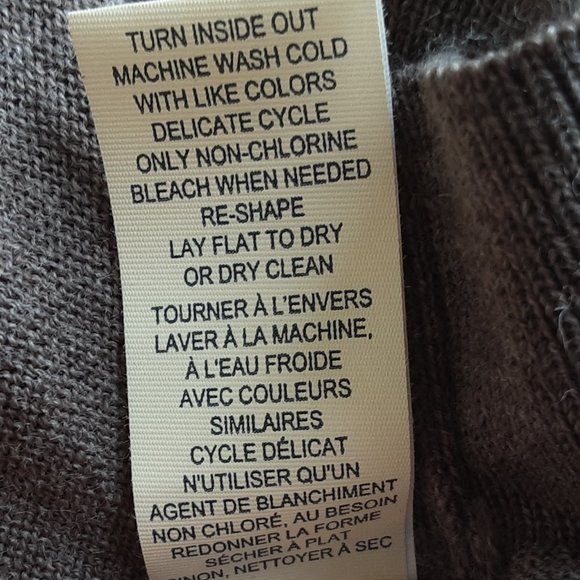 TURN INSIDE OUT
MACHINE WASH COLD
WITH LIKE COLORS
DELICATE CYCLE
ONLY NON-CHLORINE
BLEACH WHEN NEEDED
RE-SHAPE
LAY FLAT TO DRY
OR DRY CLEAN
TOURNER À L'ENVERS
LAVER À LA MACHINE,
À L'EAU FROIDE
AVEC COULEURS
SIMILAIRES
CYCLE DÉLICAT
N'UTILISER QU'UN
AGENT DE BLANCHIMENT
NON CHLORÉ, AU BESOIN
REDONNER LA FORME
SÉCHER À PLAT
SINON, NETTOYER À SEC